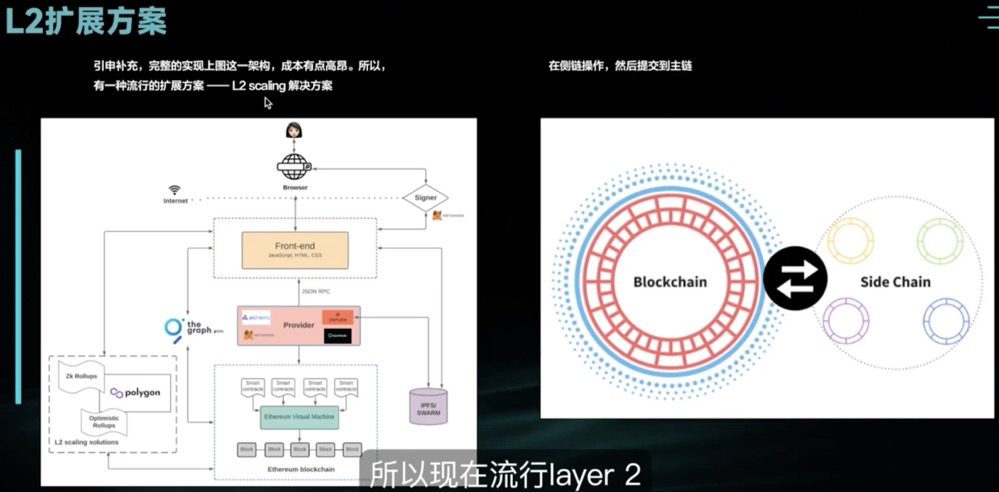 L2扩展方案
引申补充，完整的实现上图这一架构，成本有点高昂。所以，
有一种流行的扩展方案 —— L2 scaling 解决方案
在侧链操作，然后提交到主链
Browser
Internet
Signer
METAMASK
Front-end
JavaScript, HTML, CSS
JSON RPC
the
graph
alchemy
INFURA
Provider
METAMASK
Quicknode
Zk Rollups
polygon
Optimistic
Rollups
L2 scaling solutions
Smart
contracts
Smart
contracts
Smart
contracts
Smart
contracts
Ethereum Virtual Machine
Block
Block
Block
Block
Block
Ethereum blockchain
IPFS/
SWARM
Blockchain
Side Chain
所以现在流行layer 2